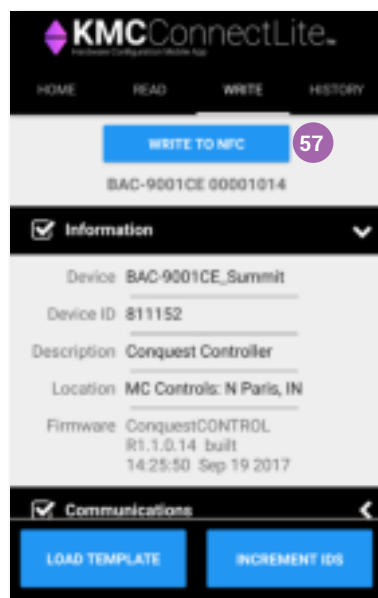 KMCConnectLite™
Hardware Configuration Mobile App
HOME READ WRITE HISTORY
WRITE TO NFC 57
BAC-9001CE 00001014
Information
Device BAC-9001CE_Summit
Device ID 811152
Description Conquest Controller
Location MC Controls: N Paris, IN
Firmware ConquestCONTROL
R1.1.0.14 built
14:25:50 Sep 19 2017
Communications
LOAD TEMPLATE INCREMENT IDS